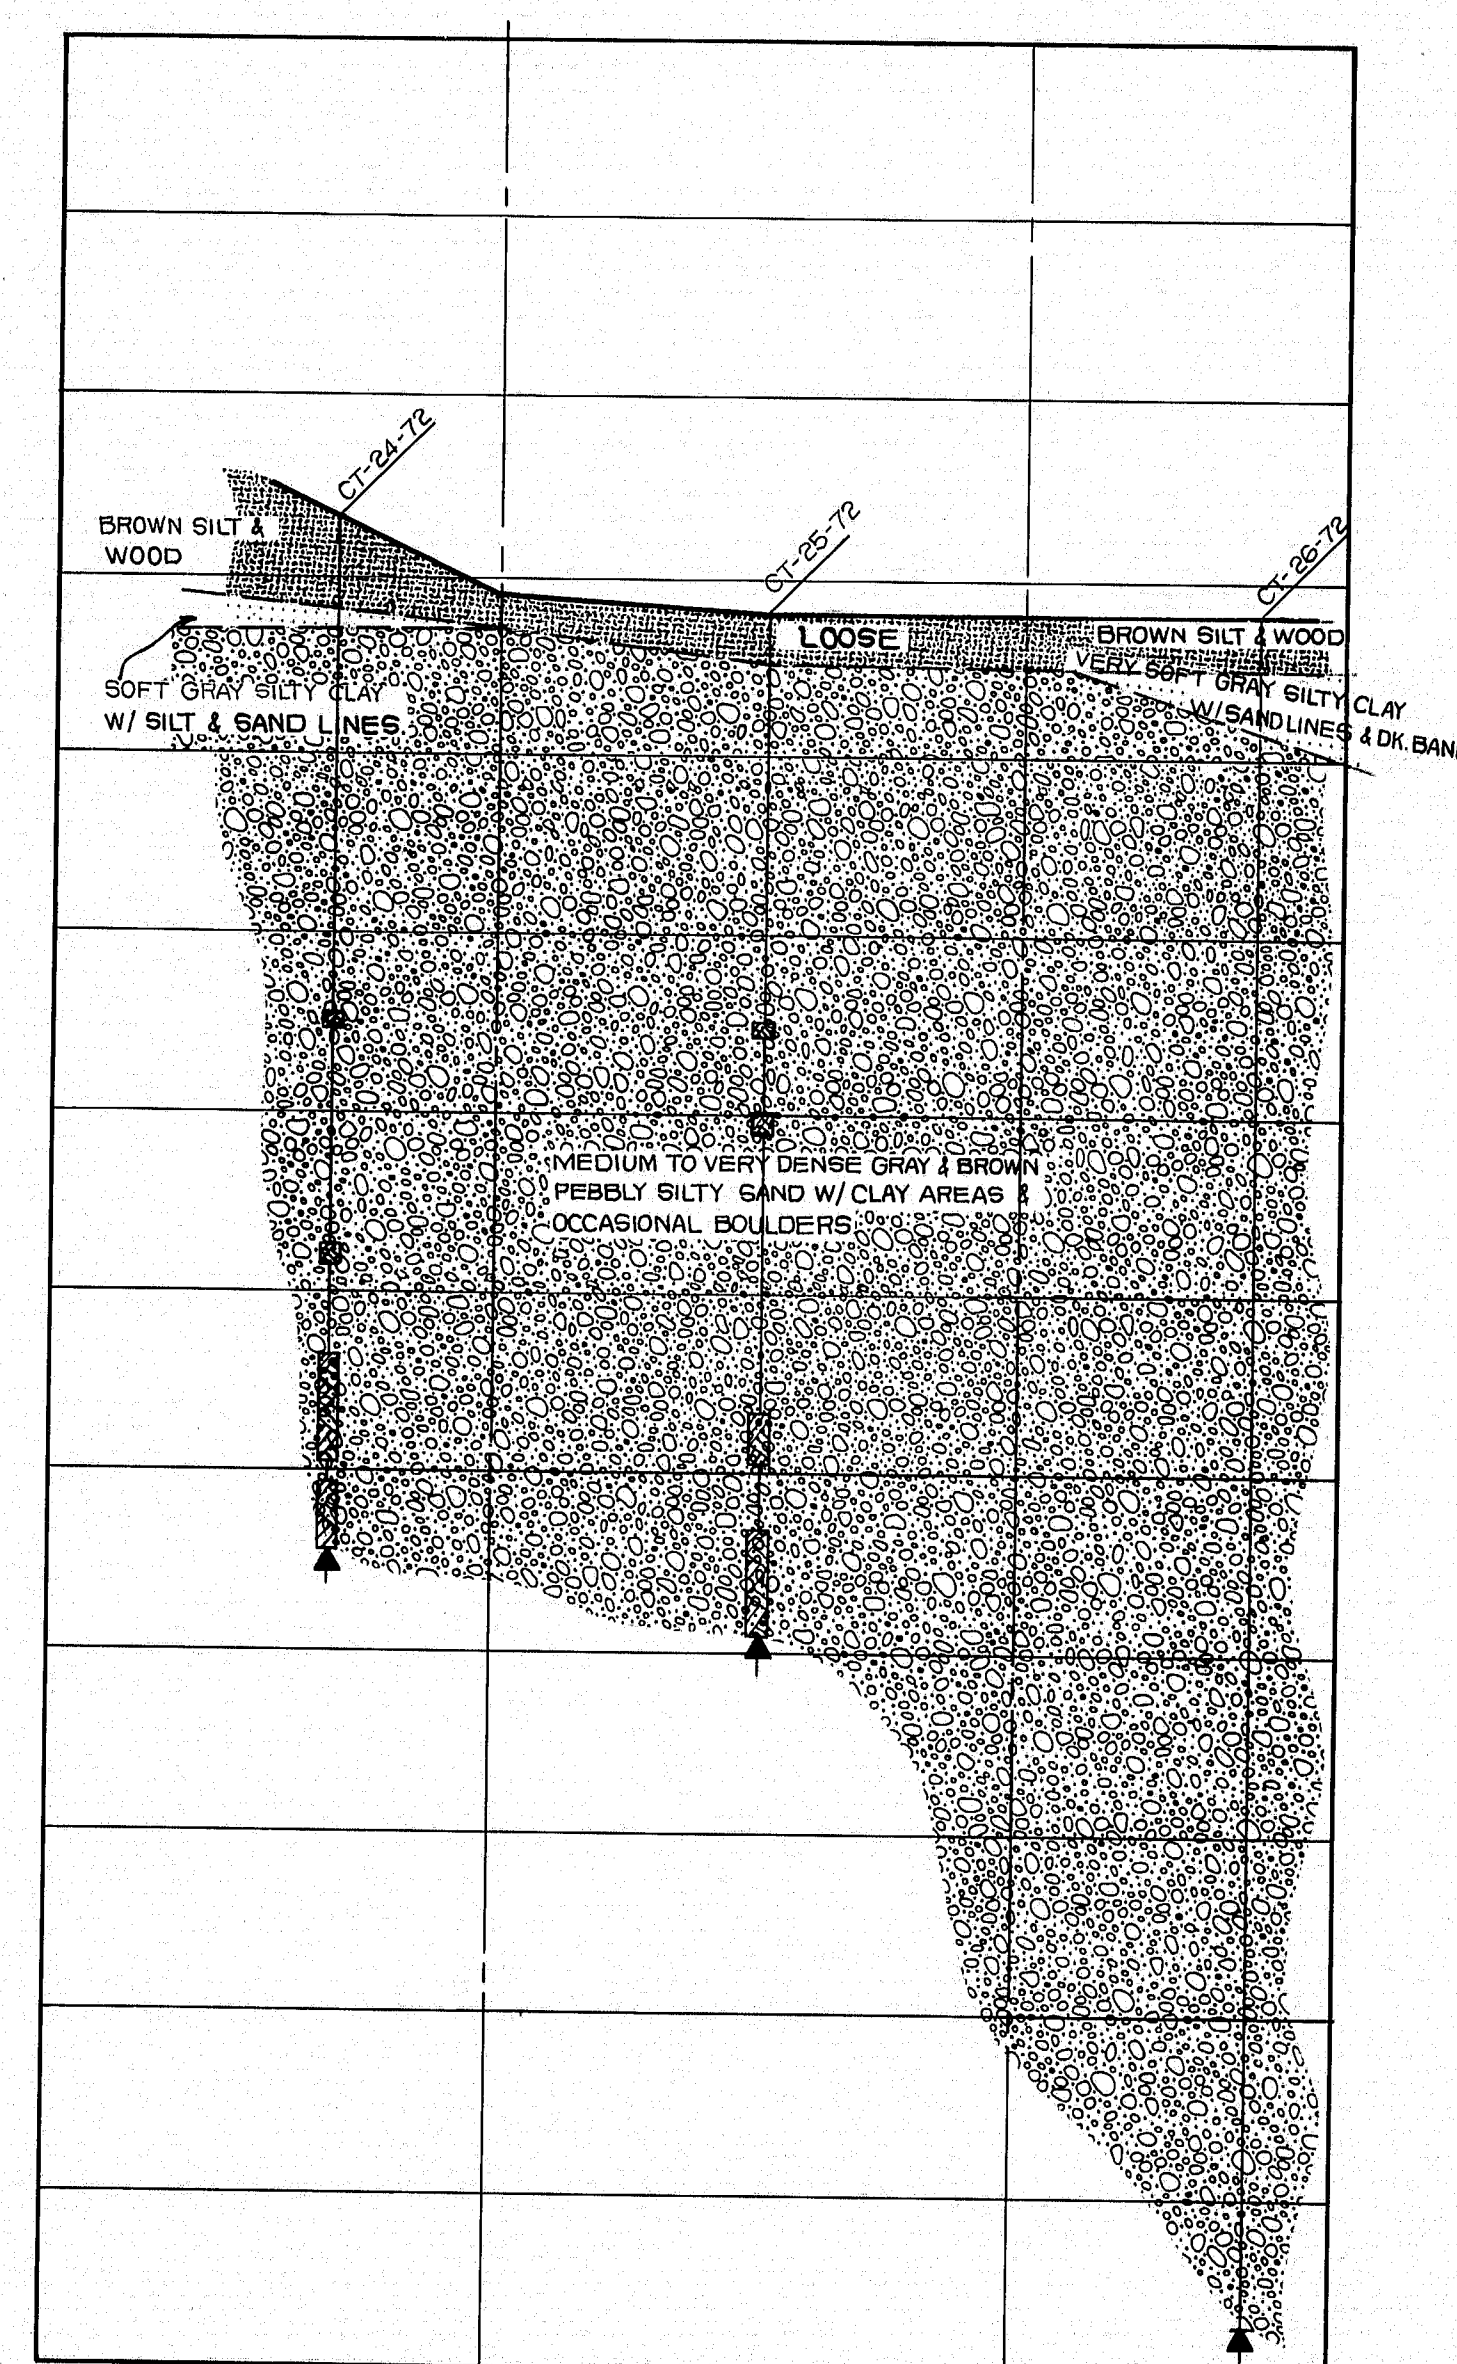 CT-24-72
CT-25-72
CT-26-72
BROWN SILT &
WOOD
LOOSE
BROWN SILT & WOOD
VERY SOFT GRAY SILTY CLAY
W/SAND LINES & DK. BAN
SOFT GRAY SILTY CLAY
W/ SILT & SAND LINES
MEDIUM TO VERY DENSE GRAY & BROWN
PEBBLY SILTY SAND W/ CLAY AREAS &
OCCASIONAL BOULDERS